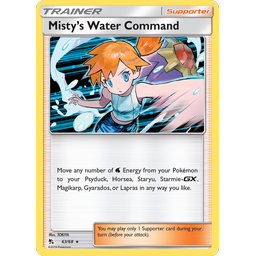 TRAINER
Supporter
Misty's Water Command
Move any number of Energy from your Pokémon
to your Psyduck, Horsea, Staryu, Starmie-GX,
Magikarp, Gyarados, or Lapras in any way you like.
You may play only 1 Supporter card during your
turn (before your attack).
63/68